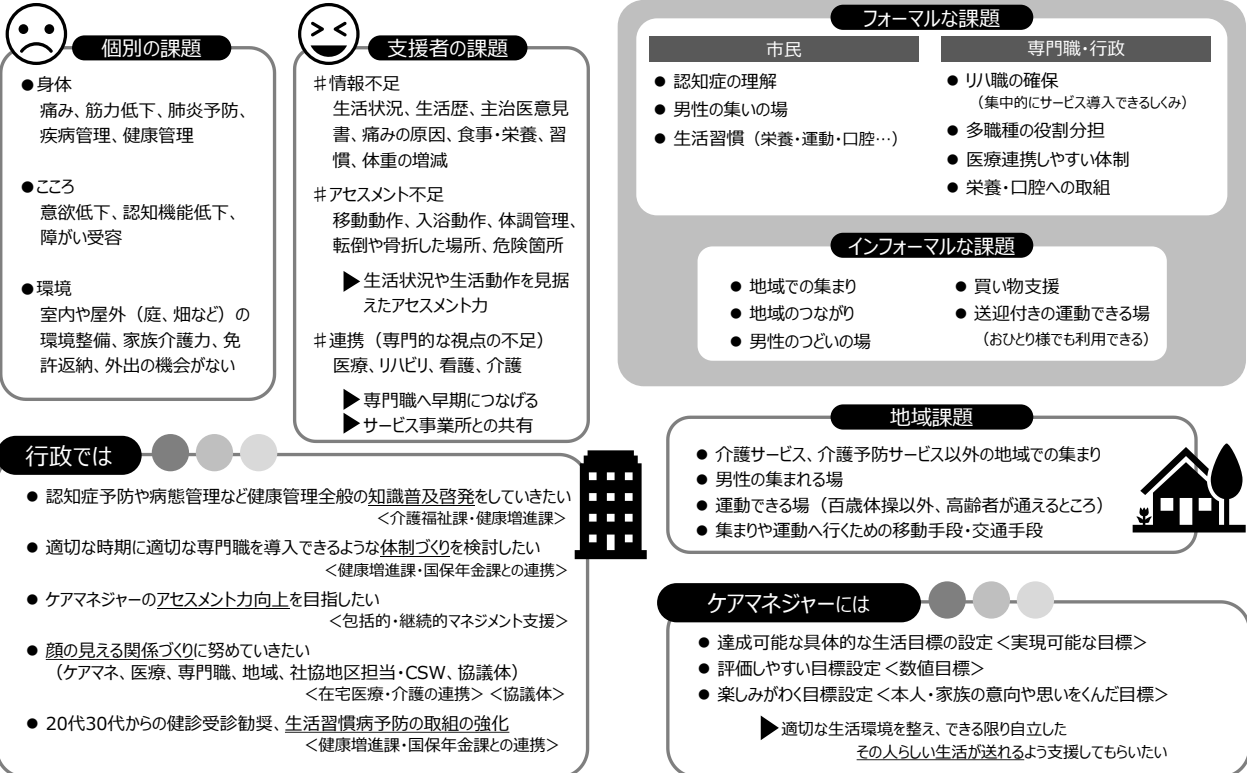 個別の課題
●身体
痛み、筋力低下、肺炎予防、
疾病管理、健康管理
●こころ
意欲低下、認知機能低下、
障がい受容
●環境
室内や屋外（庭、畑など）の
環境整備、家族介護力、免
許返納、外出の機会がない
支援者の課題
＃情報不足
生活状況、生活歴、主治医意見
書、痛みの原因、食事・栄養、習
慣、体重の増減
＃アセスメント不足
移動動作、入浴動作、体調管理、
転倒や骨折した場所、危険箇所
▶生活状況や生活動作を見据
えたアセスメント力
＃連携（専門的な視点の不足）
医療、リハビリ、看護、介護
▶専門職へ早期につなげる
▶サービス事業所との共有
フォーマルな課題
市民
● 認知症の理解
● 男性の集いの場
● 生活習慣（栄養・運動・口腔…）
専門職・行政
● リハ職の確保
（集中的にサービス導入できるしくみ）
● 多職種の役割分担
● 医療連携しやすい体制
● 栄養・口腔への取組
インフォーマルな課題
● 地域での集まり
● 地域のつながり
● 男性のつどいの場
● 買い物支援
● 送迎付きの運動できる場
（おひとり様でも利用できる）
地域課題
● 介護サービス、介護予防サービス以外の地域での集まり
● 男性の集まれる場
● 運動できる場（百歳体操以外、高齢者が通えるところ）
● 集まりや運動へ行くための移動手段・交通手段
行政では
● 認知症予防や病態管理など健康管理全般の知識普及啓発をしていきたい
＜介護福祉課・健康増進課＞
● 適切な時期に適切な専門職を導入できるような体制づくりを検討したい
＜健康増進課・国保年金課との連携＞
● ケアマネジャーのアセスメント力向上を目指したい
＜包括的・継続的マネジメント支援＞
● 顔の見える関係づくりに努めていきたい
（ケアマネ、医療、専門職、地域、社協地区担当・CSW、協議体）
＜在宅医療・介護の連携＞ ＜協議体＞
● 20代30代からの健診受診勧奨、生活習慣病予防の取組の強化
＜健康増進課・国保年金課との連携＞
ケアマネジャーには
● 達成可能な具体的な生活目標の設定＜実現可能な目標＞
● 評価しやすい目標設定＜数値目標＞
● 楽しみがわく目標設定＜本人・家族の意向や思いをくんだ目標＞
▶適切な生活環境を整え、できる限り自立した
その人らしい生活が送れるよう支援してもらいたい